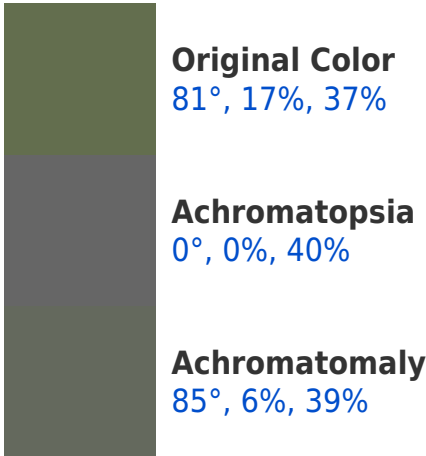 Original Color
81°, 17%, 37%
Achromatopsia
0°, 0%, 40%
Achromatomaly
85°, 6%, 39%